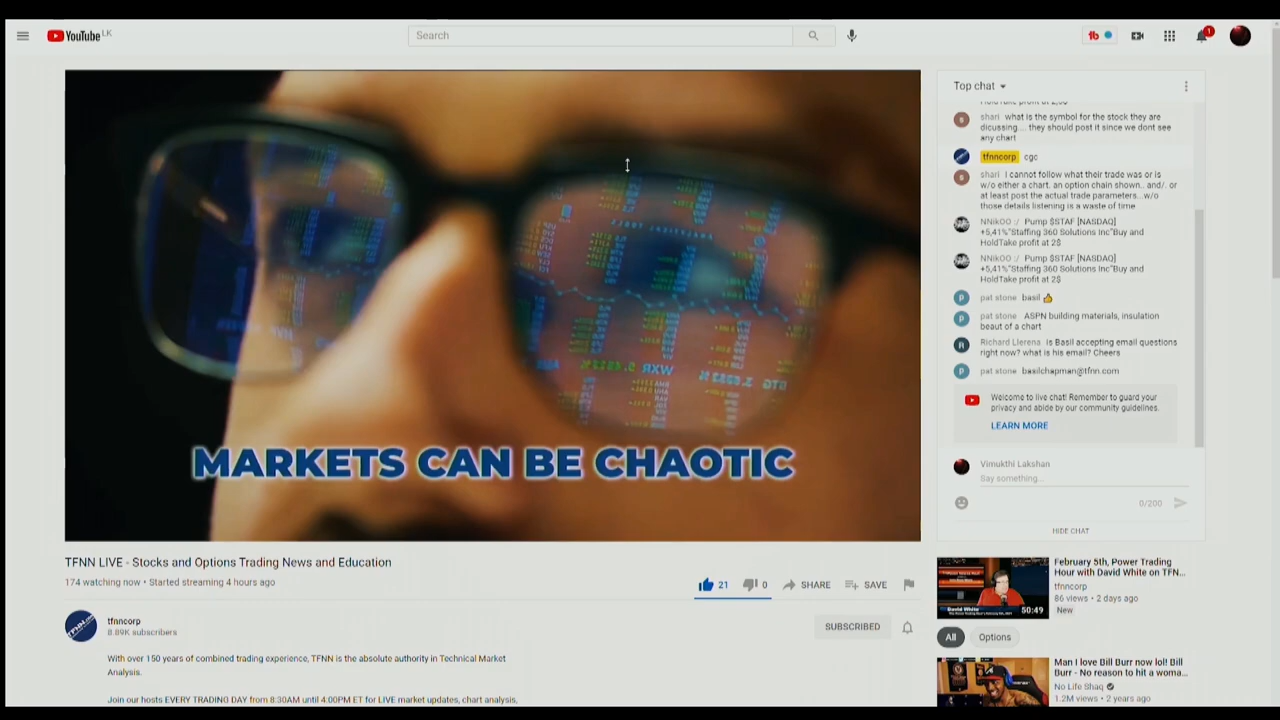 YouTube LK
Search
tb
1
Top chat
shari what is the symbol for the stock they are
dicussing.... they should post it since we dont see
any chart
tfnncorp cgc
shari I cannot follow what their trade was or is
w/o either a chart. an option chain shown.. and/. or
at least post the actual trade parameters...w/o
those details listening is a waste of time
NNikOO :/ Pump $STAF [NASDAQ]
+5,41%"Staffing 360 Solutions Inc"Buy and
HoldTake profit at 2$
NNikOO :/ Pump $STAF [NASDAQ]
+5,41%"Staffing 360 Solutions Inc"Buy and
HoldTake profit at 2$
pat stone basil 👍
pat stone ASPN building materials, insulation
beaut of a chart
Richard Llerena Is Basil accepting email questions
right now? what is his email? Cheers
pat stone basilchapman@tfnn.com
Welcome to live chat! Remember to guard your
privacy and abide by our community guidelines.
LEARN MORE
Vimukthi Lakshan
Say something...
0/200
HIDE CHAT
MARKETS CAN BE CHAOTIC
TFNN LIVE - Stocks and Options Trading News and Education
174 watching now • Started streaming 4 hours ago
21 0 SHARE SAVE
tfnncorp
8.89K subscribers
SUBSCRIBED
With over 150 years of combined trading experience, TFNN is the absolute authority in Technical Market
Analysis.
Join our hosts EVERY TRADING DAY from 8:30AM until 4:00PM ET for LIVE market updates, chart analysis,
February 5th, Power Trading
Hour with David White on TFN...
tfnncorp
86 views • 2 days ago
New
David White
50:49
All Options
Man I love Bill Burr now lol! Bill
Burr - No reason to hit a woma...
No Life Shaq
1.2M views • 2 years ago